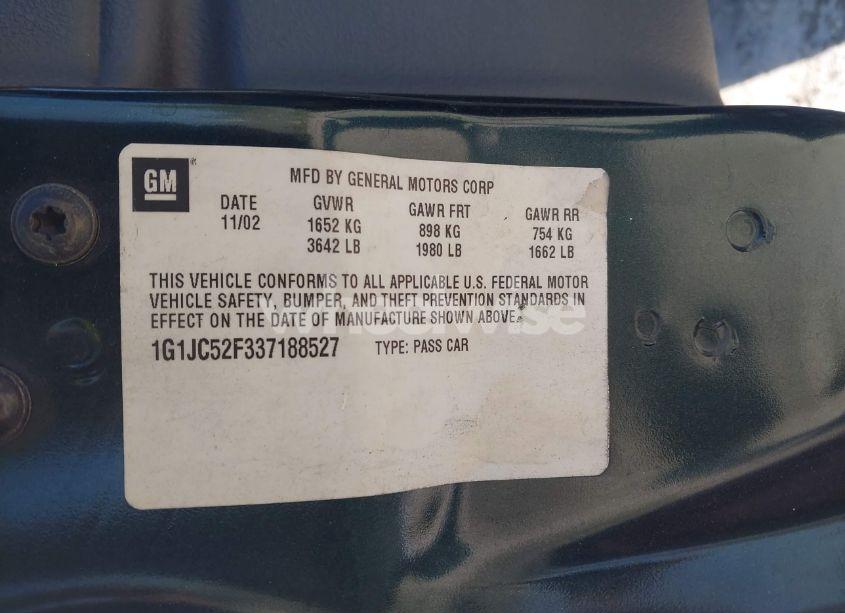 GM
MFD BY GENERAL MOTORS CORP
DATE GVWR GAWR FRT GAWR RR
11/02 1652 KG 898 KG 754 KG
3642 LB 1980 LB 1662 LB
THIS VEHICLE CONFORMS TO ALL APPLICABLE U.S. FEDERAL MOTOR
VEHICLE SAFETY, BUMPER, AND THEFT PREVENTION STANDARDS IN
EFFECT ON THE DATE OF MANUFACTURE SHOWN ABOVE.
wheelwise
1G1JC52F337188527 TYPE: PASS CAR